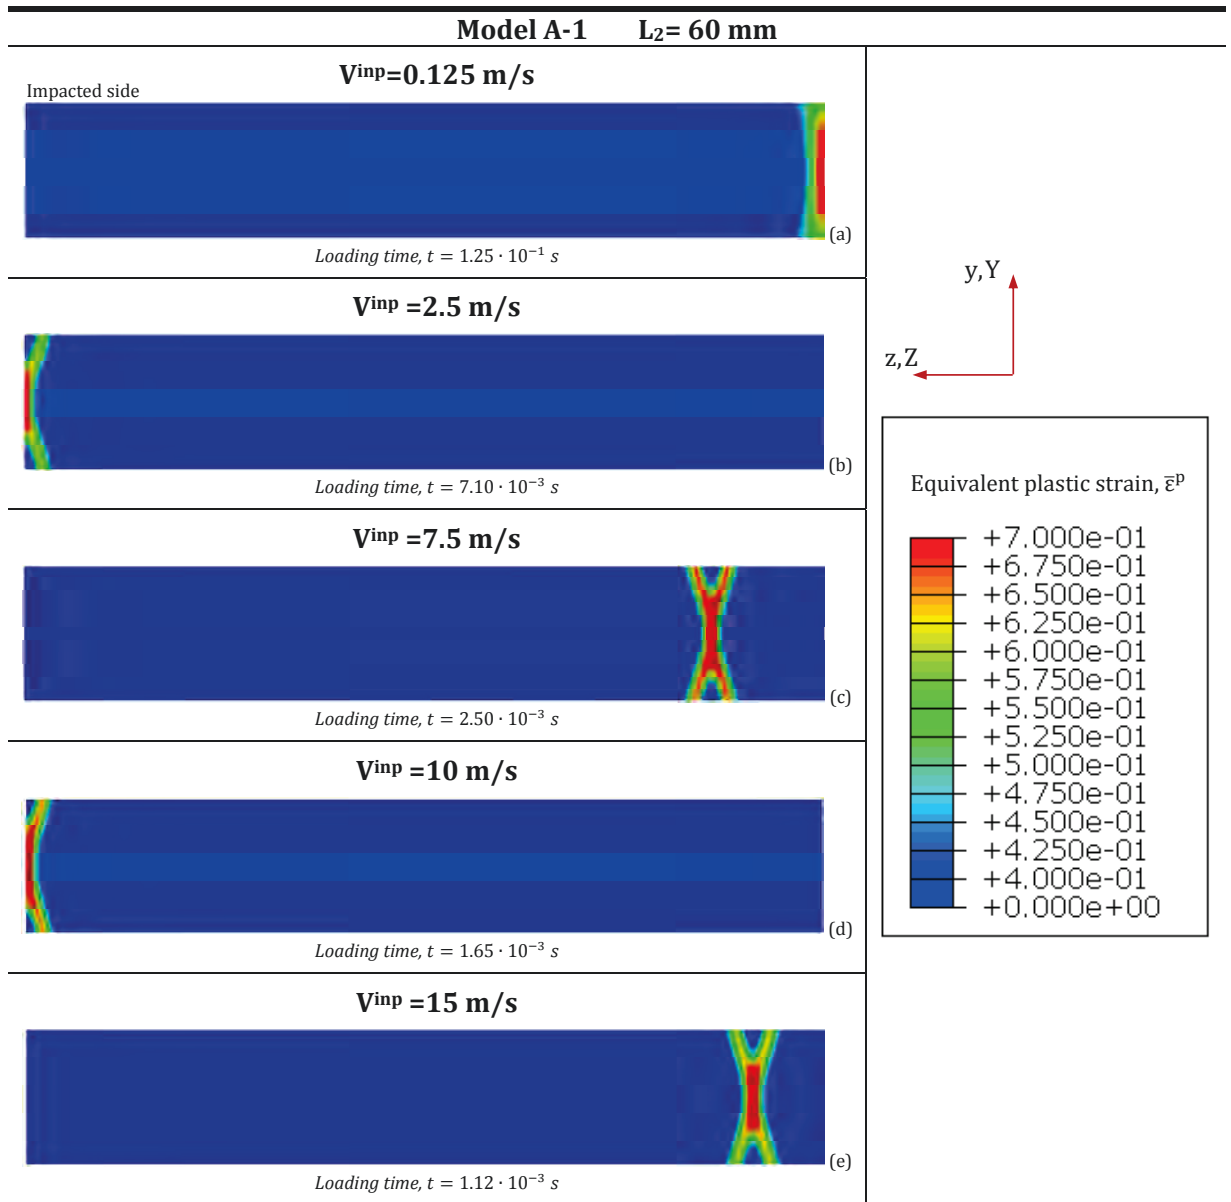 Model A-1 L₂= 60 mm
Vⁱⁿᵖ=0.125 m/s
Impacted side
(a)
Loading time, t = 1.25 · 10⁻¹ s
Vⁱⁿᵖ =2.5 m/s
(b)
Loading time, t = 7.10 · 10⁻³ s
Vⁱⁿᵖ =7.5 m/s
(c)
Loading time, t = 2.50 · 10⁻³ s
Vⁱⁿᵖ =10 m/s
(d)
Loading time, t = 1.65 · 10⁻³ s
Vⁱⁿᵖ =15 m/s
(e)
Loading time, t = 1.12 · 10⁻³ s
y,Y
z,Z
Equivalent plastic strain, ε̅ᵖ
+7.000e-01
+6.750e-01
+6.500e-01
+6.250e-01
+6.000e-01
+5.750e-01
+5.500e-01
+5.250e-01
+5.000e-01
+4.750e-01
+4.500e-01
+4.250e-01
+4.000e-01
+0.000e+00